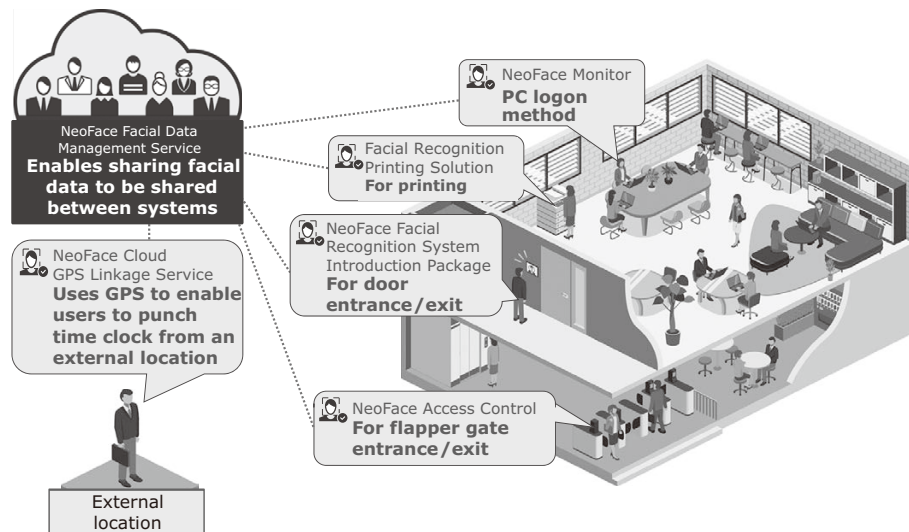 NeoFace Facial Data
Management Service
Enables sharing facial
data to be shared
between systems
NeoFace Monitor
PC logon
method
Facial Recognition
Printing Solution
For printing
NeoFace Facial
Recognition System
Introduction Package
For door
entrance/exit
NeoFace Cloud
GPS Linkage Service
Uses GPS to enable
users to punch
time clock from an
external location
NeoFace Access Control
For flapper gate
entrance/exit
External
location